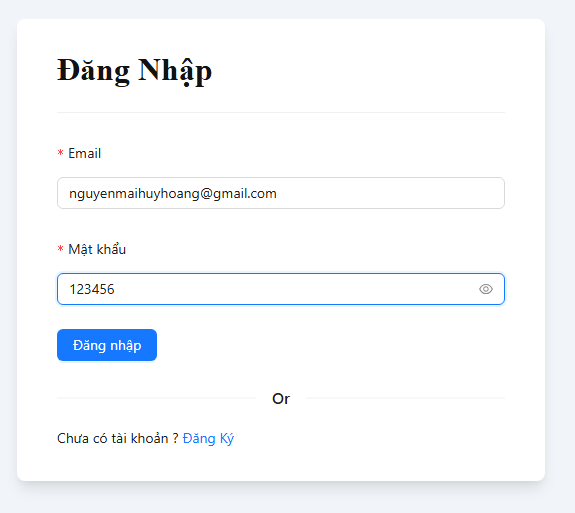 Đăng Nhập
* Email
nguyenmaihuyhoang@gmail.com
* Mật khẩu
123456
Đăng nhập
Or
Chưa có tài khoản ? Đăng Ký